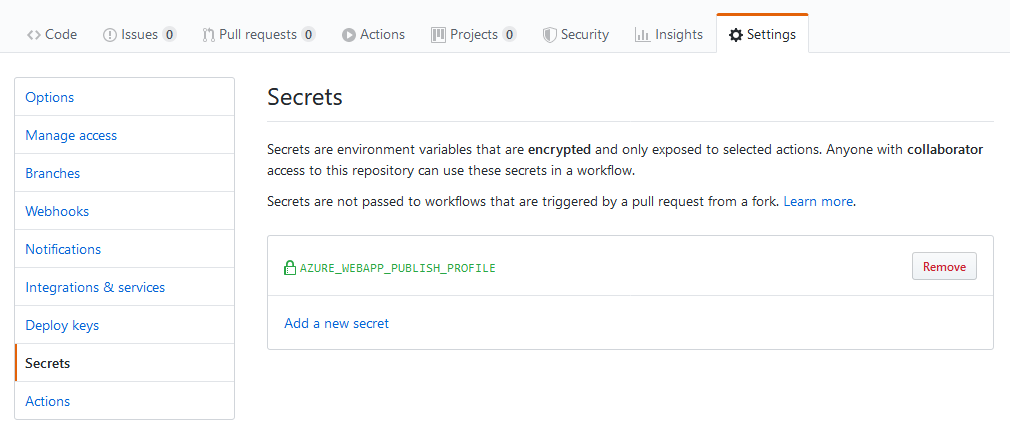 Code Issues 0 Pull requests 0 Actions Projects 0 Security Insights Settings
Options
Manage access
Branches
Webhooks
Notifications
Integrations & services
Deploy keys
Secrets
Actions
Secrets
Secrets are environment variables that are encrypted and only exposed to selected actions. Anyone with collaborator
access to this repository can use these secrets in a workflow.
Secrets are not passed to workflows that are triggered by a pull request from a fork. Learn more.
AZURE_WEBAPP_PUBLISH_PROFILE Remove
Add a new secret